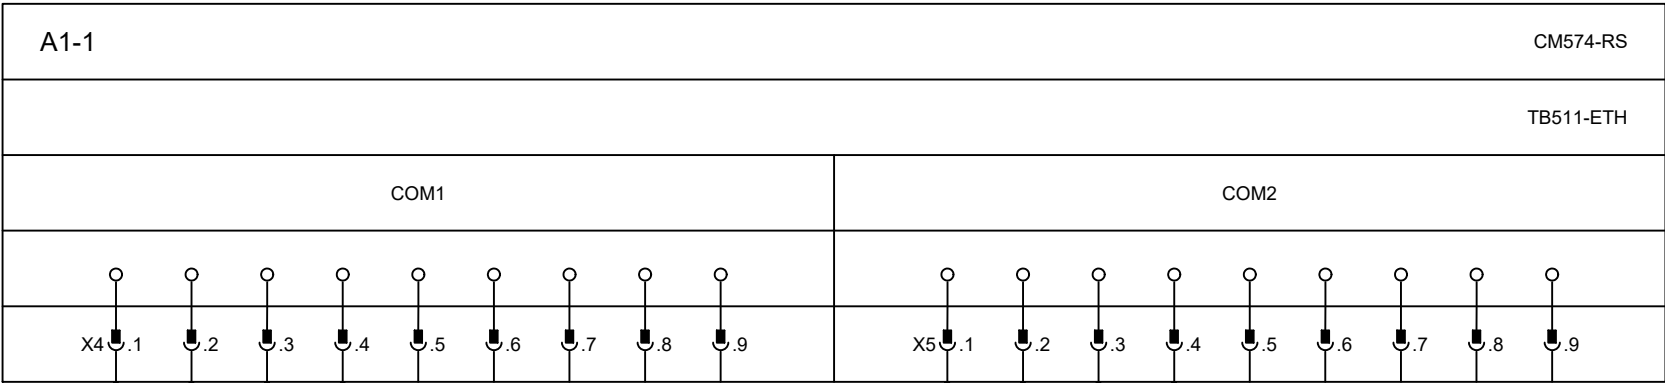 A1-1 CM574-RS
TB511-ETH
COM1 COM2
X4 .1 .2 .3 .4 .5 .6 .7 .8 .9 X5 .1 .2 .3 .4 .5 .6 .7 .8 .9